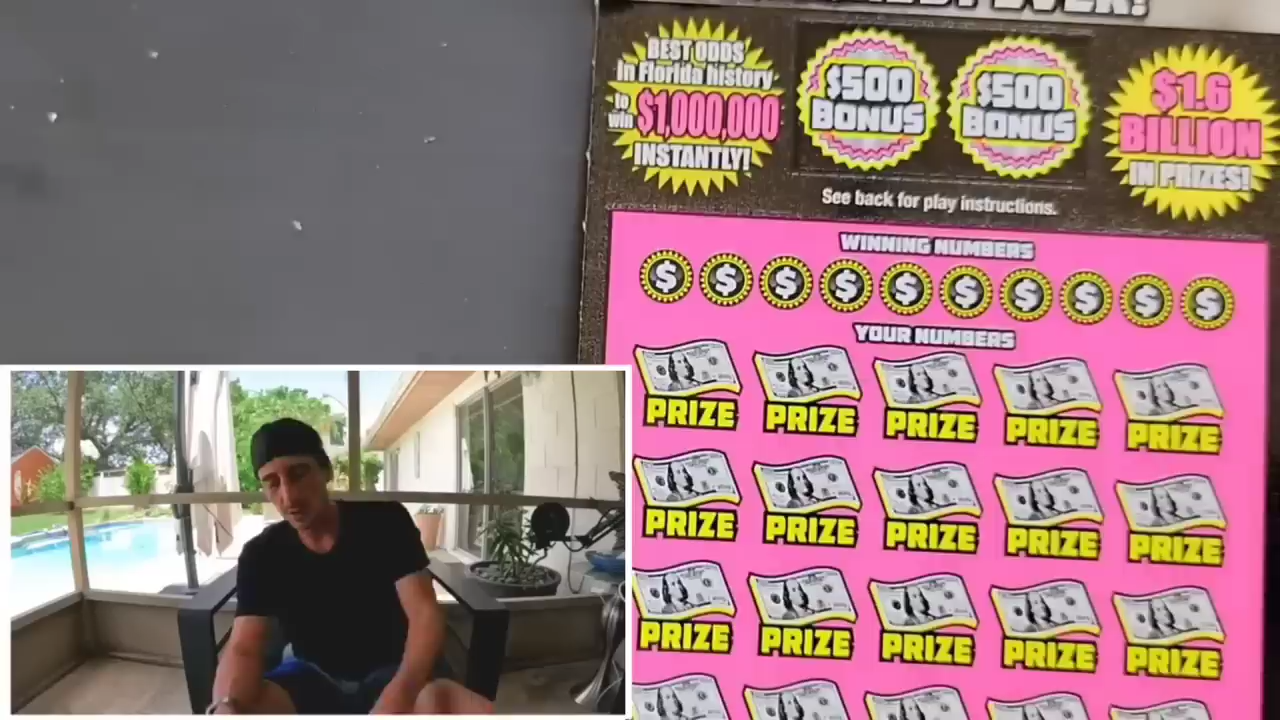 BEST ODDS
In Florida history
to win $1,000,000
INSTANTLY!
$500
BONUS
$500
BONUS
$1.6
BILLION
IN PRIZES!
See back for play instructions.
WINNING NUMBERS
$ $ $ $ $ $ $ $ $ $
YOUR NUMBERS
PRIZE PRIZE PRIZE PRIZE PRIZE
PRIZE PRIZE PRIZE PRIZE PRIZE
PRIZE PRIZE PRIZE PRIZE PRIZE